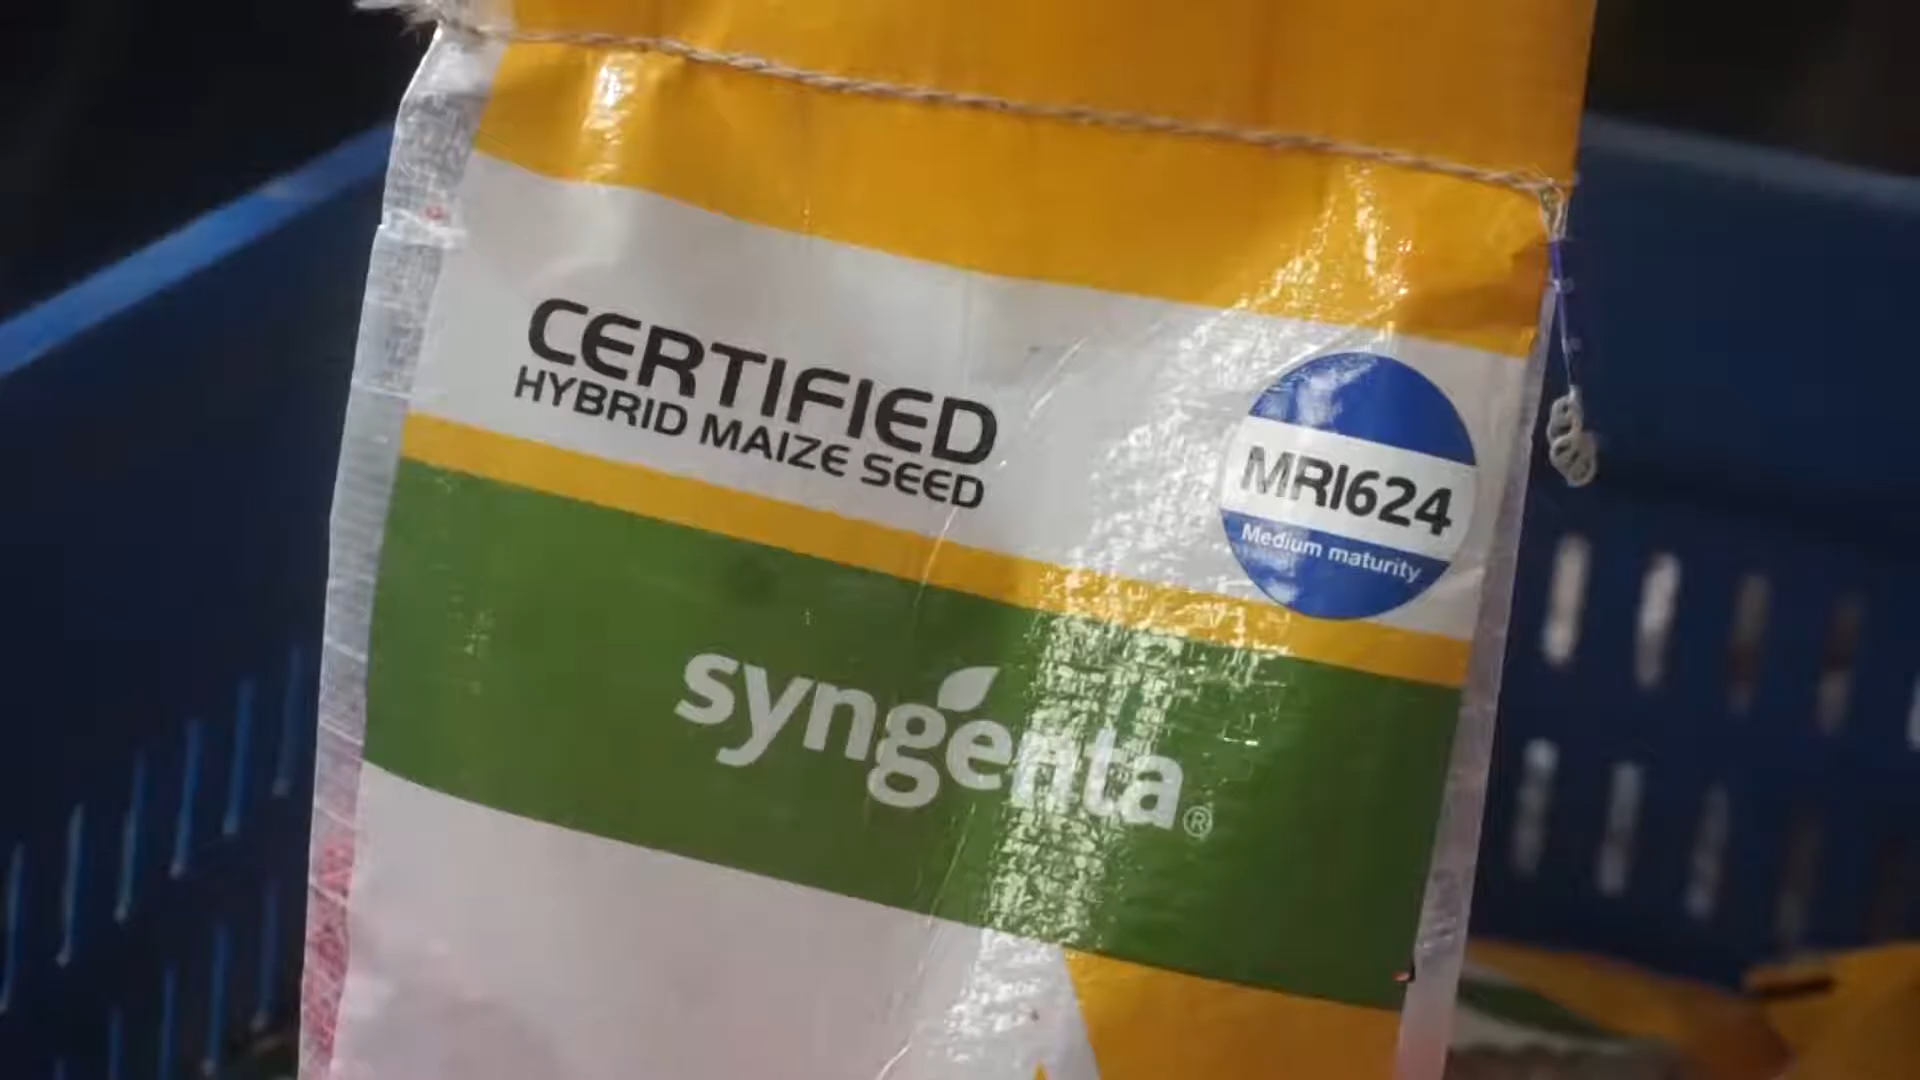 CERTIFIED
HYBRID MAIZE SEED
MRI624
Medium maturity
syngenta®